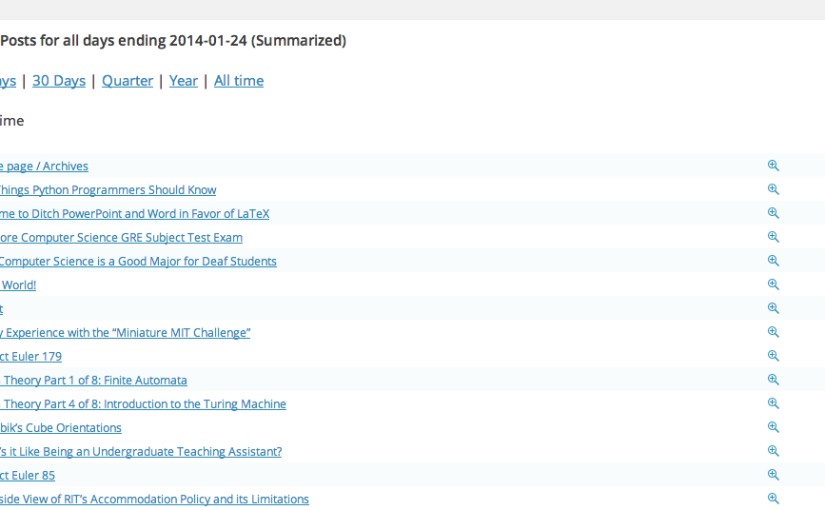 Posts for all days ending 2014-01-24 (Summarized)
ys | 30 Days | Quarter | Year | All time
ime
e page / Archives
Things Python Programmers Should Know
me to Ditch PowerPoint and Word in Favor of LaTeX
ore Computer Science GRE Subject Test Exam
Computer Science is a Good Major for Deaf Students
World!
t
y Experience with the “Miniature MIT Challenge”
ct Euler 179
Theory Part 1 of 8: Finite Automata
Theory Part 4 of 8: Introduction to the Turing Machine
bik's Cube Orientations
's it Like Being an Undergraduate Teaching Assistant?
ct Euler 85
side View of RIT's Accommodation Policy and its Limitations